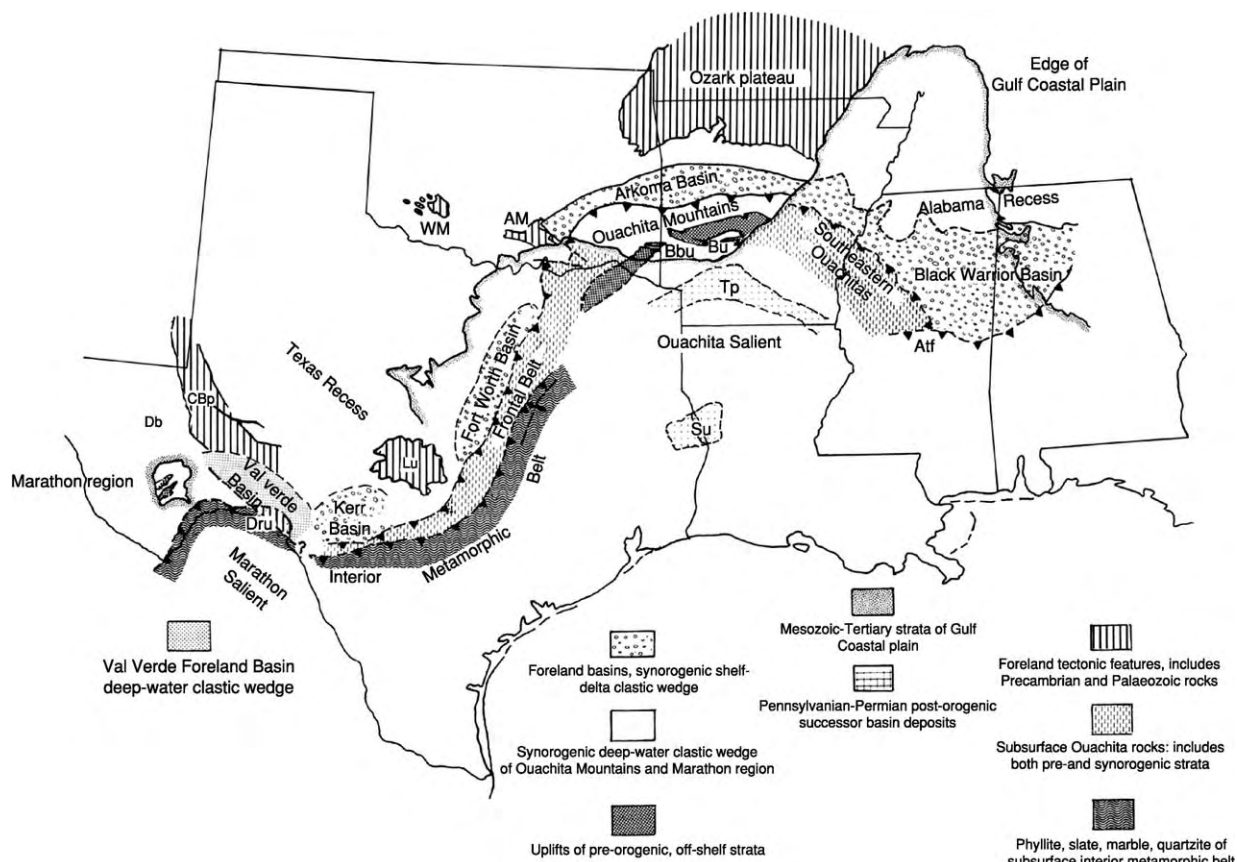 Ozark plateau
Edge of
Gulf Coastal Plain
Arkoma Basin
WM
AM
Ouachita Mountains
Alabama Recess
Bbu
Bu
Southeastern
Ouachitas
Black Warrior Basin
Tp
Ouachita Salient
Atf
Texas Recess
Fort Worth Basin
Frontal Belt
CBp
Db
Su
Lu
Marathon region
Val verde
Basin
Belt
Kerr
Basin
Dru
?
Metamorphic
Interior
Marathon
Salient
Val Verde Foreland Basin
deep-water clastic wedge
Foreland basins, synorogenic shelf-
delta clastic wedge
Synorogenic deep-water clastic wedge
of Ouachita Mountains and Marathon region
Uplifts of pre-orogenic, off-shelf strata
Mesozoic-Tertiary strata of Gulf
Coastal plain
Pennsylvanian-Permian post-orogenic
successor basin deposits
Foreland tectonic features, includes
Precambrian and Palaeozoic rocks
Subsurface Ouachita rocks: includes
both pre-and synorogenic strata
Phyllite, slate, marble, quartzite of
subsurface interior metamorphic belt